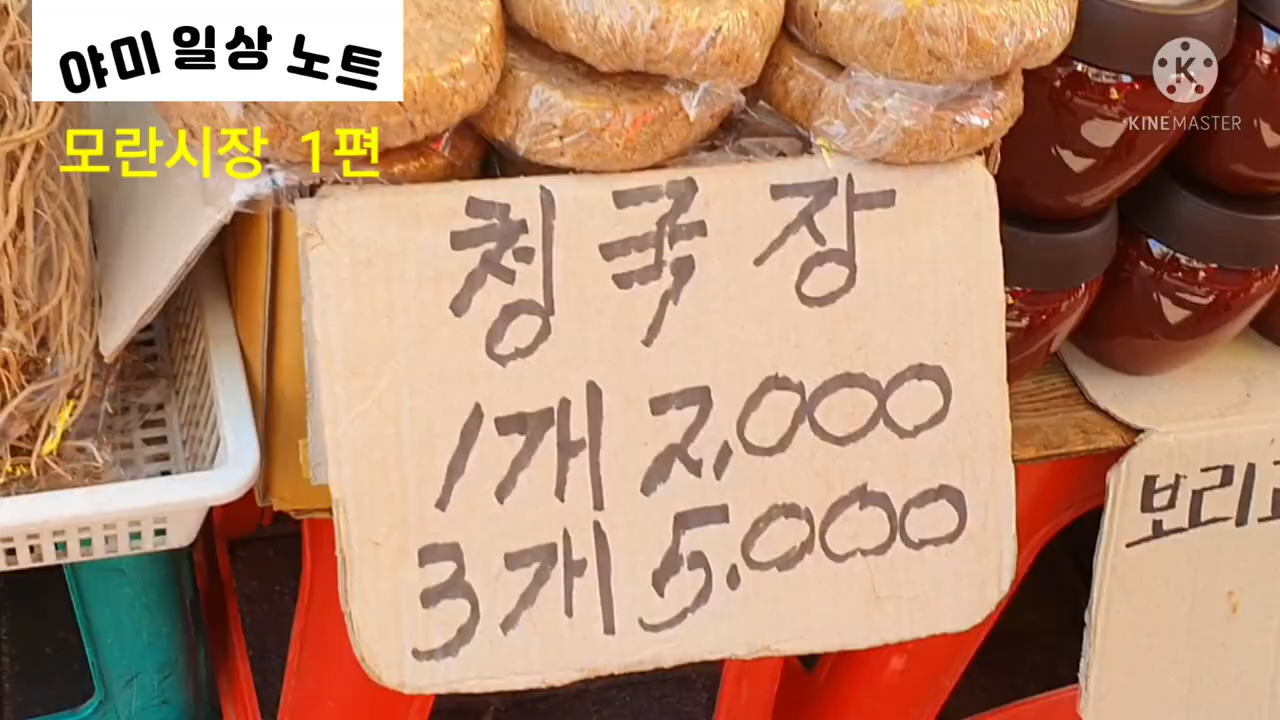 야미 일상 노트
모란시장 1편
KINEMASTER
청국장
1개 2,000
3개 5.000
보리고